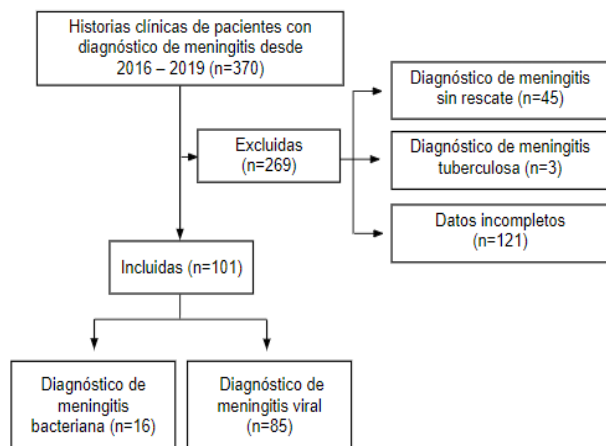 Historias clínicas de pacientes con
diagnóstico de meningitis desde
2016 – 2019 (n=370)
Diagnóstico de meningitis
sin rescate (n=45)
Excluidas
(n=269)
Diagnóstico de meningitis
tuberculosa (n=3)
Datos incompletos
(n=121)
Incluidas (n=101)
Diagnóstico de
meningitis
bacteriana (n=16)
Diagnóstico de
meningitis viral
(n=85)